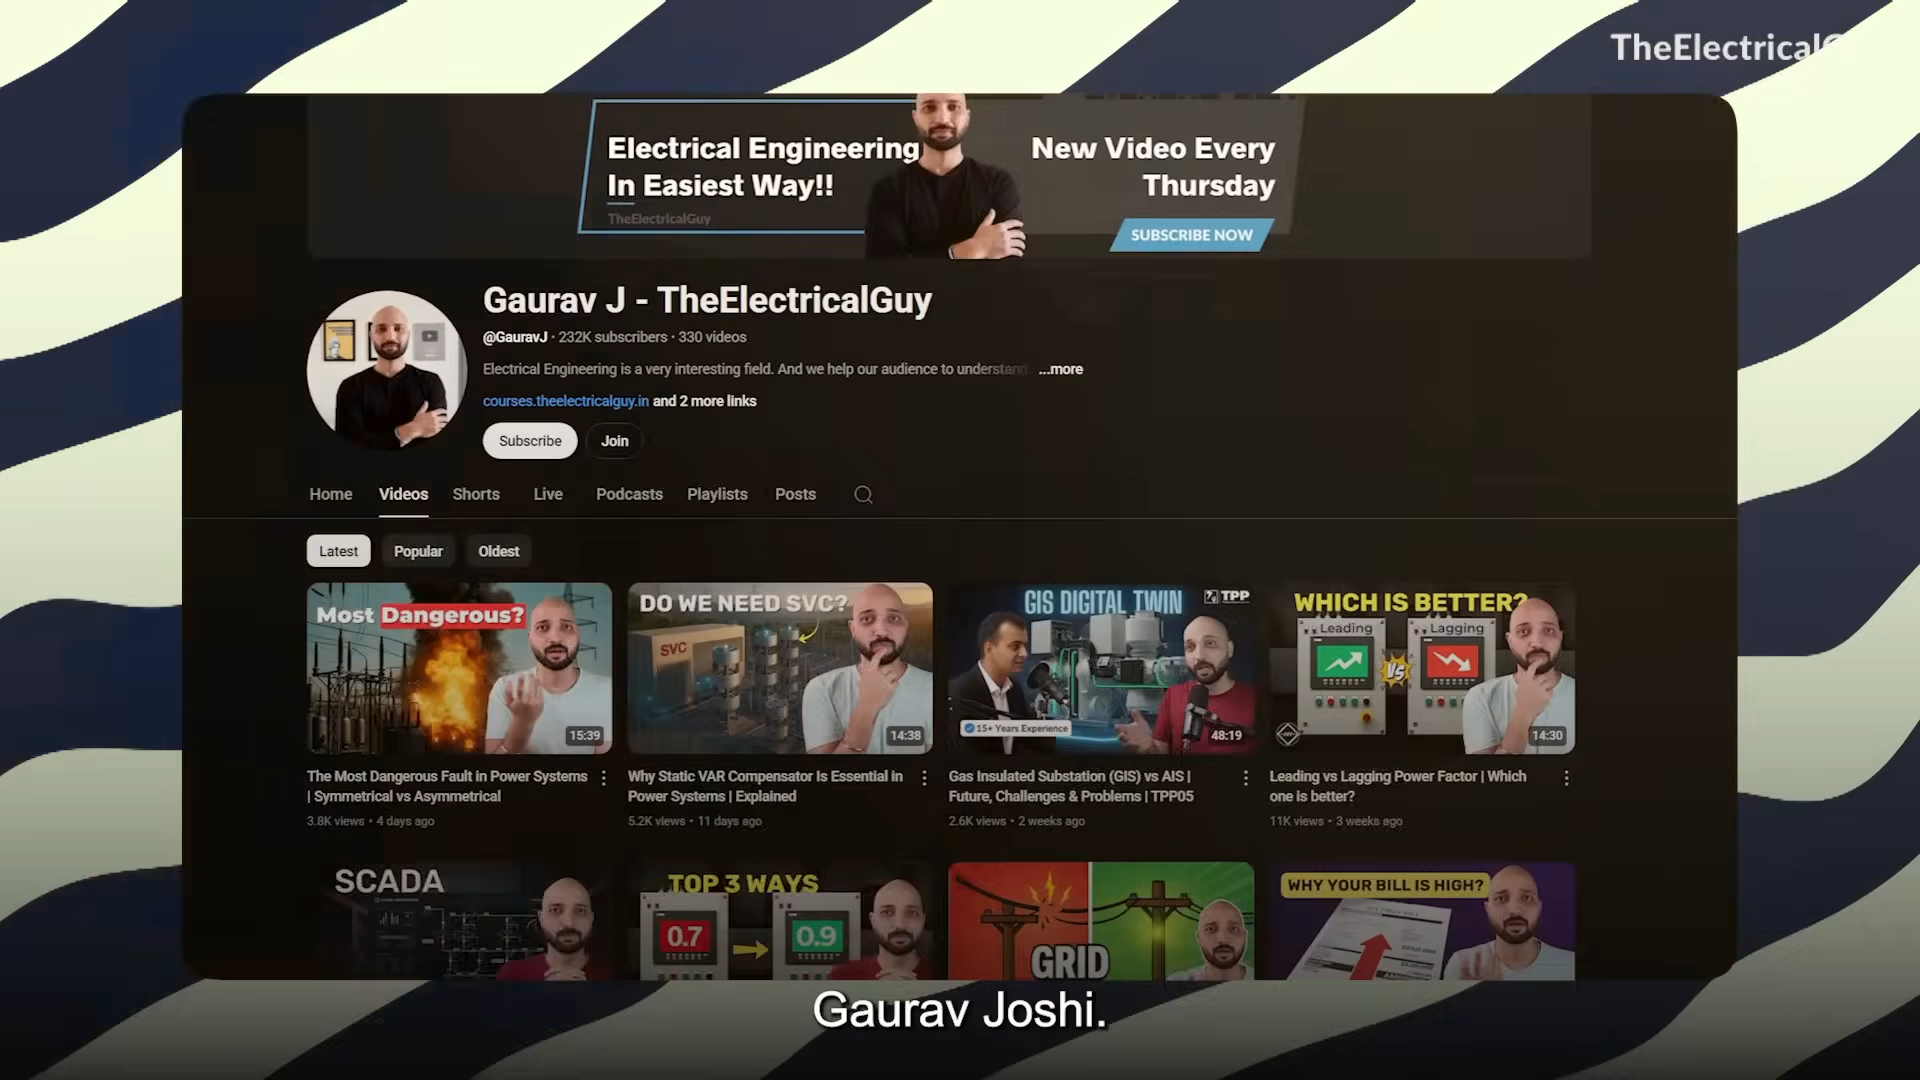 TheElectricalG
Electrical Engineering
In Easiest Way!!
TheElectricalGuy
New Video Every
Thursday
SUBSCRIBE NOW
Gaurav J - TheElectricalGuy
@GauravJ · 232K subscribers · 330 videos
Electrical Engineering is a very interesting field. And we help our audience to understand ...more
courses.theelectricalguy.in and 2 more links
Subscribe
Join
Home
Videos
Shorts
Live
Podcasts
Playlists
Posts
Latest
Popular
Oldest
Most Dangerous?
15:39
DO WE NEED SVC?
SVC
14:38
GIS DIGITAL TWIN
TPP
15+ Years Experience
48:19
WHICH IS BETTER?
Leading
VS
Lagging
14:30
The Most Dangerous Fault in Power Systems
| Symmetrical vs Asymmetrical
3.8K views • 4 days ago
Why Static VAR Compensator Is Essential in
Power Systems | Explained
5.2K views • 11 days ago
Gas Insulated Substation (GIS) vs AIS |
Future, Challenges & Problems | TPP05
2.6K views • 2 weeks ago
Leading vs Lagging Power Factor | Which
one is better?
11K views • 3 weeks ago
SCADA
TOP 3 WAYS
0.7
0.9
GRID
WHY YOUR BILL IS HIGH?
Gaurav Joshi.